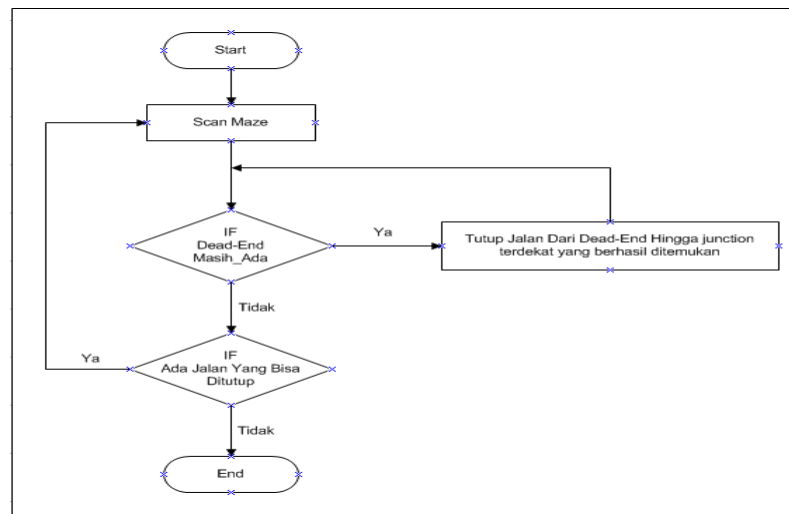 Start
Scan Maze
IF
Dead-End
Masih_Ada
Ya
Tutup Jalan Dari Dead-End Hingga junction
terdekat yang berhasil ditemukan
Tidak
IF
Ada Jalan Yang Bisa
Ditutup
Ya
Tidak
End